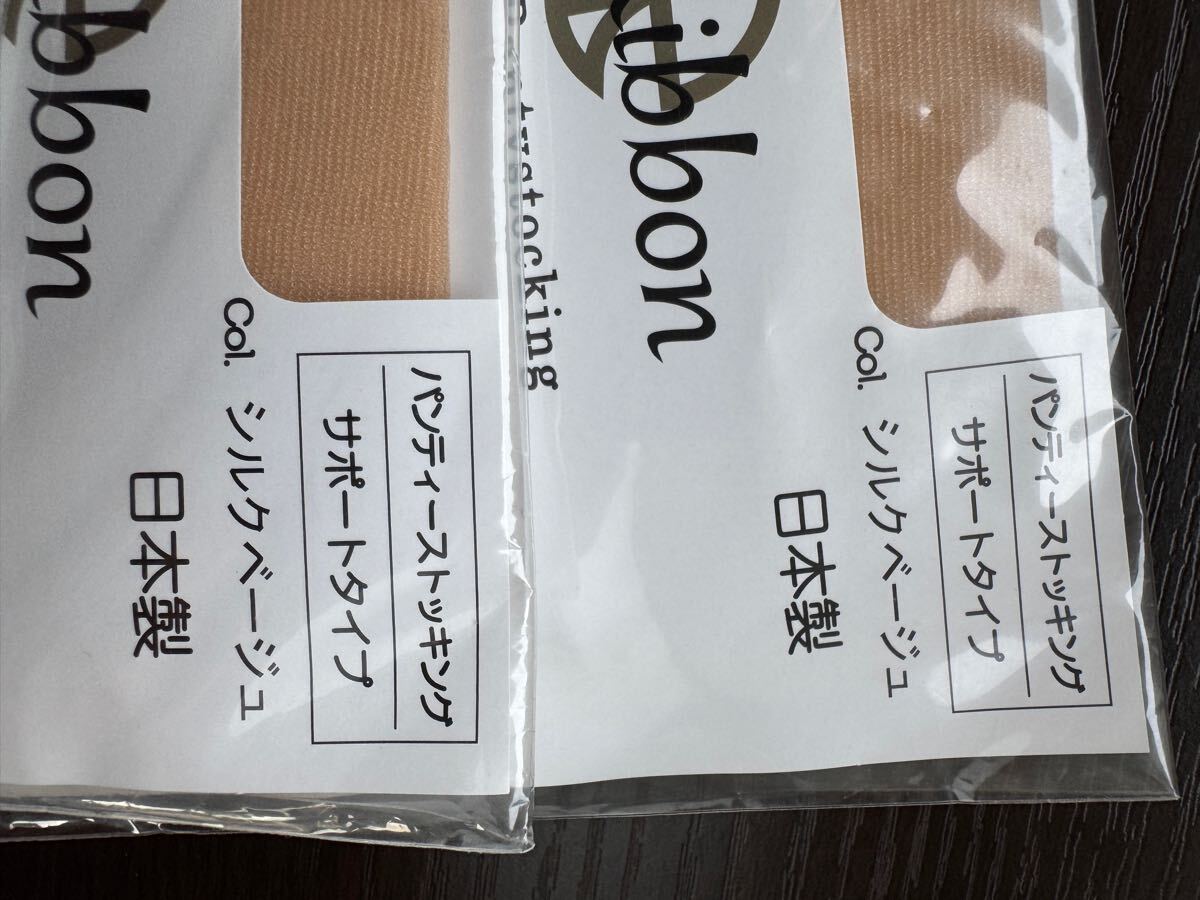 bbon
パンティーストッキング
サポートタイプ
Col. シルクベージュ
日本製
ibbon
stocking
パンティーストッキング
サポートタイプ
Col. シルクベージュ
日本製